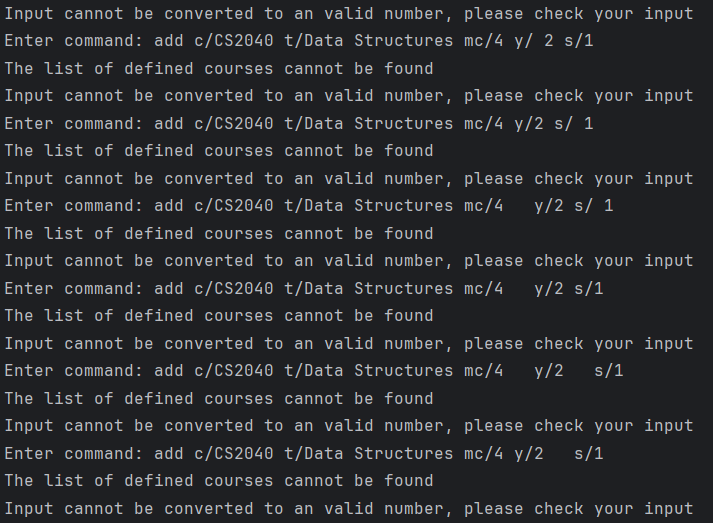 Input cannot be converted to an valid number, please check your input
Enter command: add c/CS2040 t/Data Structures mc/4 y/ 2 s/1
The list of defined courses cannot be found
Input cannot be converted to an valid number, please check your input
Enter command: add c/CS2040 t/Data Structures mc/4 y/2 s/ 1
The list of defined courses cannot be found
Input cannot be converted to an valid number, please check your input
Enter command: add c/CS2040 t/Data Structures mc/4   y/2 s/ 1
The list of defined courses cannot be found
Input cannot be converted to an valid number, please check your input
Enter command: add c/CS2040 t/Data Structures mc/4   y/2 s/1
The list of defined courses cannot be found
Input cannot be converted to an valid number, please check your input
Enter command: add c/CS2040 t/Data Structures mc/4   y/2   s/1
The list of defined courses cannot be found
Input cannot be converted to an valid number, please check your input
Enter command: add c/CS2040 t/Data Structures mc/4 y/2   s/1
The list of defined courses cannot be found
Input cannot be converted to an valid number, please check your input